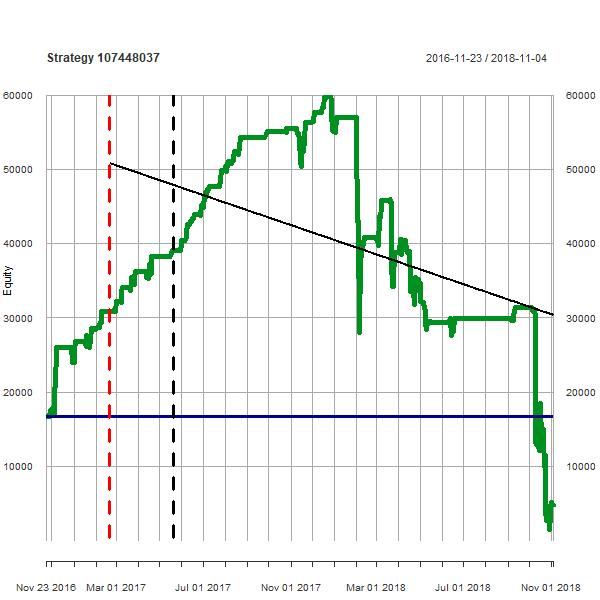 Strategy 107448037
2016-11-23 / 2018-11-04
60000
60000
50000
50000
40000
40000
Equity
30000
30000
20000
20000
10000
10000
Nov 23 2016
Mar 01 2017
Jul 01 2017
Nov 01 2017
Mar 01 2018
Jul 01 2018
Nov 01 2018